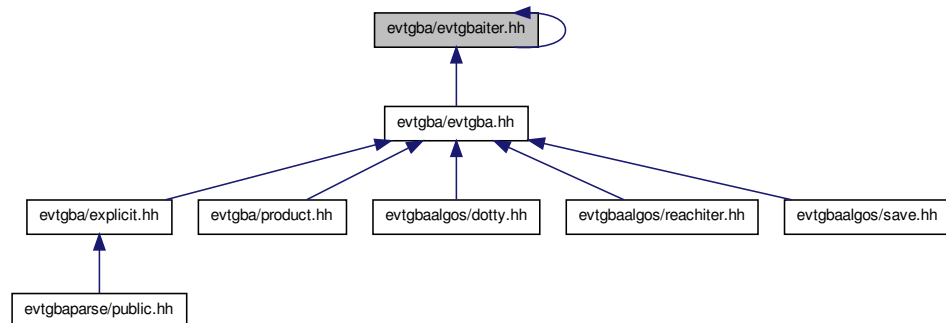 evtgba/evtgbaiter.hh
evtgba/evtgba.hh
evtgba/explicit.hh
evtgba/product.hh
evtgbaalgos/dotty.hh
evtgbaalgos/reachiter.hh
evtgbaalgos/save.hh
evtgbaparse/public.hh